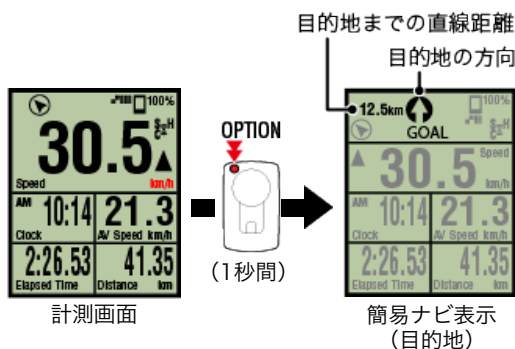 目的地までの直線距離
目的地の方向
100%
30.5
Speed
km/h
AM
10:14
Clock
21.3
AV Speed km/h
2:26.53
Elapsed Time
41.35
Distance km
計測画面
OPTION
(1秒間)
12.5km
GOAL
100%
30.5
Speed
km/h
AM
10:14
Clock
21.3
AV Speed km/h
2:26.53
Elapsed Time
41.35
Distance km
簡易ナビ表示
(目的地)